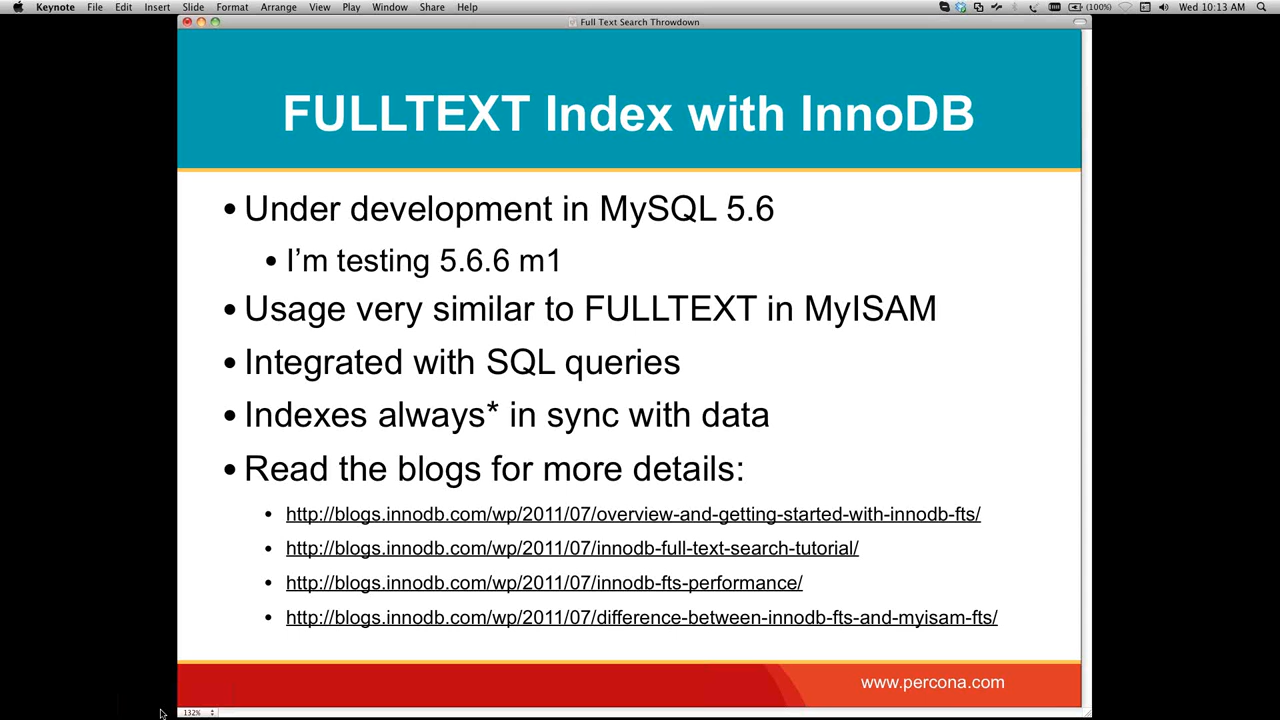 Keynote File Edit Insert Slide Format Arrange View Play Window Share Help (100%) Wed 10:13 AM
Full Text Search Throwdown
FULLTEXT Index with InnoDB
• Under development in MySQL 5.6
• I’m testing 5.6.6 m1
• Usage very similar to FULLTEXT in MyISAM
• Integrated with SQL queries
• Indexes always* in sync with data
• Read the blogs for more details:
• http://blogs.innodb.com/wp/2011/07/overview-and-getting-started-with-innodb-fts/
• http://blogs.innodb.com/wp/2011/07/innodb-full-text-search-tutorial/
• http://blogs.innodb.com/wp/2011/07/innodb-fts-performance/
• http://blogs.innodb.com/wp/2011/07/difference-between-innodb-fts-and-myisam-fts/
www.percona.com
132%